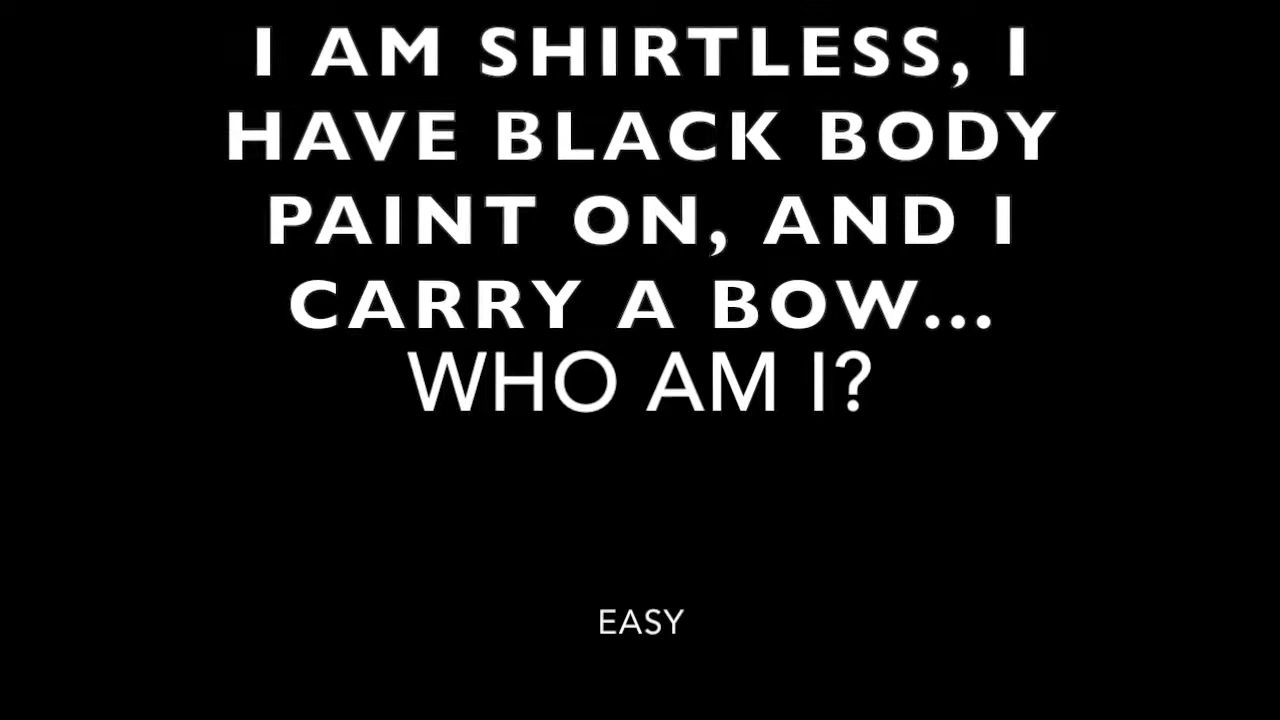 I AM SHIRTLESS, I
HAVE BLACK BODY
PAINT ON, AND I
CARRY A BOW...
WHO AM I?
EASY